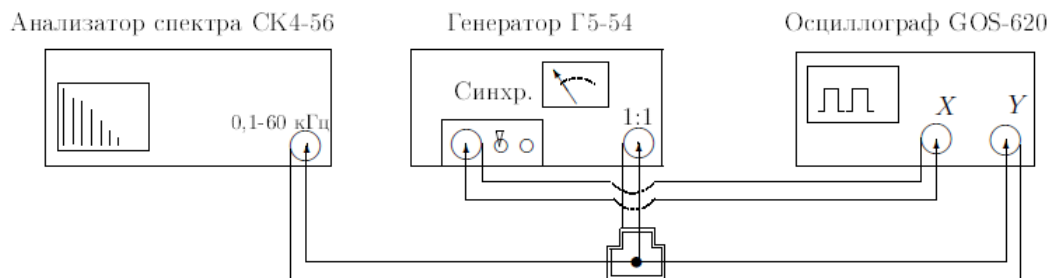 Анализатор спектра СК4-56
Генератор Г5-54
Осциллограф GOS-620
Синхр.
0,1-60 кГц
1:1
X
Y